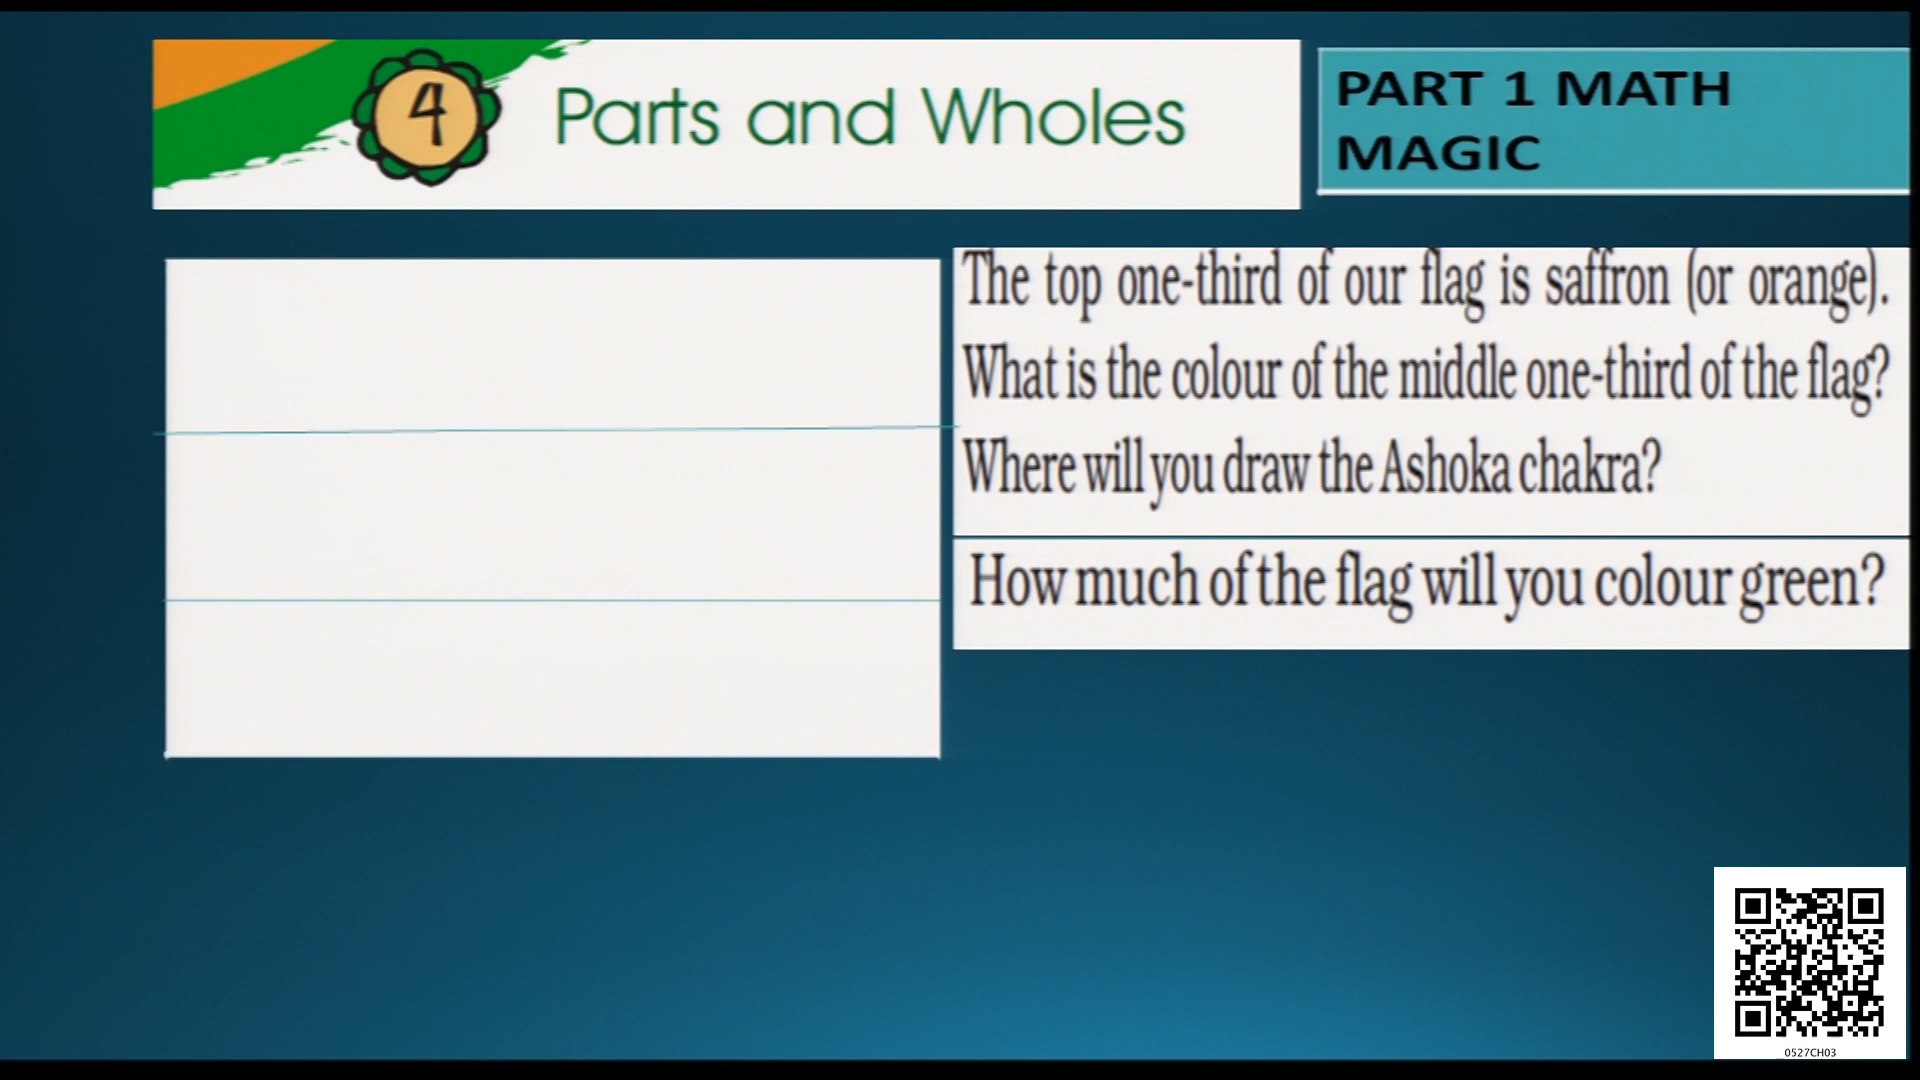 4
Parts and Wholes
PART 1 MATH
MAGIC
The top one-third of our flag is saffron (or orange).
What is the colour of the middle one-third of the flag?
Where will you draw the Ashoka chakra?
How much of the flag will you colour green?
0527CH03